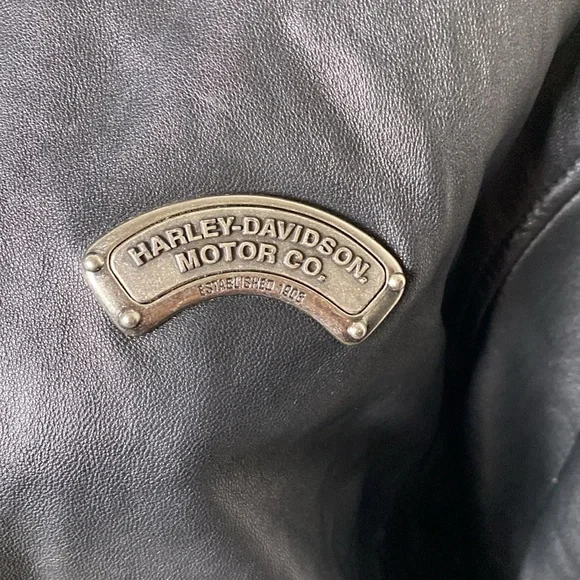 HARLEY-DAVIDSON.
MOTOR CO.
ESTABLISHED 1903